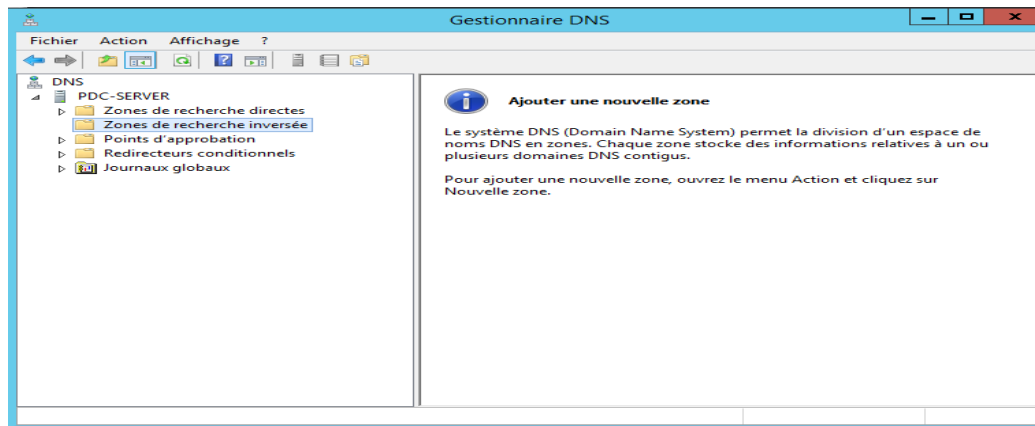 Gestionnaire DNS
Fichier Action Affichage ?
DNS
PDC-SERVER
Zones de recherche directes
Zones de recherche inversée
Points d'approbation
Redirecteurs conditionnels
Journaux globaux
Ajouter une nouvelle zone
Le système DNS (Domain Name System) permet la division d'un espace de
noms DNS en zones. Chaque zone stocke des informations relatives à un ou
plusieurs domaines DNS contigus.
Pour ajouter une nouvelle zone, ouvrez le menu Action et cliquez sur
Nouvelle zone.